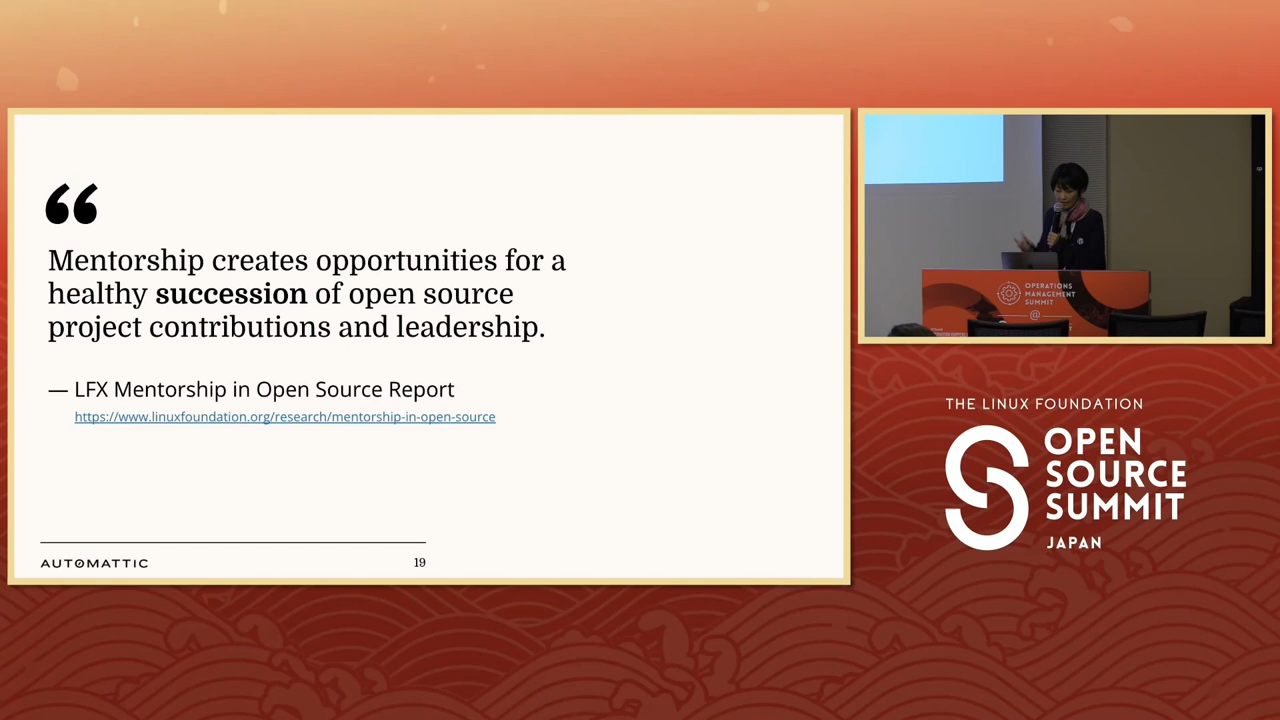 “
Mentorship creates opportunities for a
healthy succession of open source
project contributions and leadership.
— LFX Mentorship in Open Source Report
https://www.linuxfoundation.org/research/mentorship-in-open-source
AUTOMATTIC
19
OPERATIONS
MANAGEMENT
SUMMIT
@
THE LINUX FOUNDATION
OPEN
SOURCE
SUMMIT
JAPAN